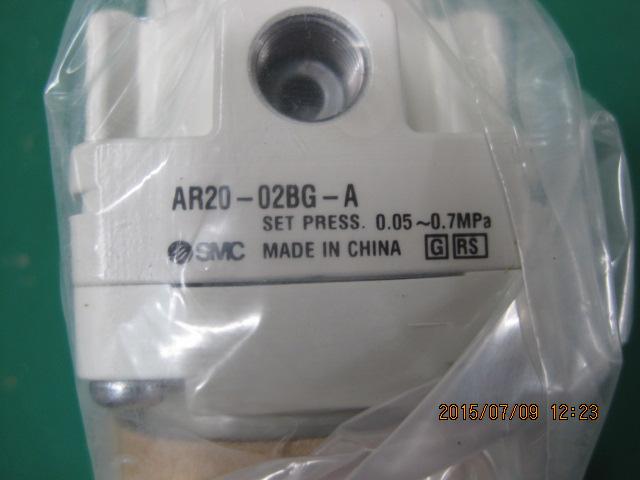 AR20-02BG-A
SET PRESS. 0.05~0.7MPa
SMC MADE IN CHINA G RS
2015/07/09 12:23